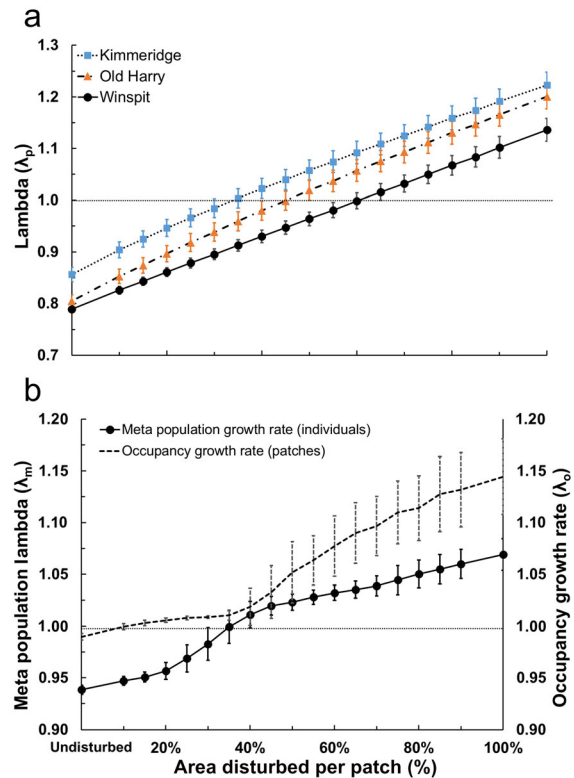 a
1.3
Kimmeridge
Old Harry
Winspit
1.2
1.1
1.0
0.9
0.8
0.7
Lambda (λp)
b
1.20 1.20
Meta population growth rate (individuals)
Occupancy growth rate (patches)
1.15 1.15
1.10 1.10
1.05 1.05
1.00 1.00
0.95 0.95
0.90 0.90
Meta population lambda (λm)
Occupancy growth rate (λo)
Undisturbed 20% 40% 60% 80% 100%
Area disturbed per patch (%)